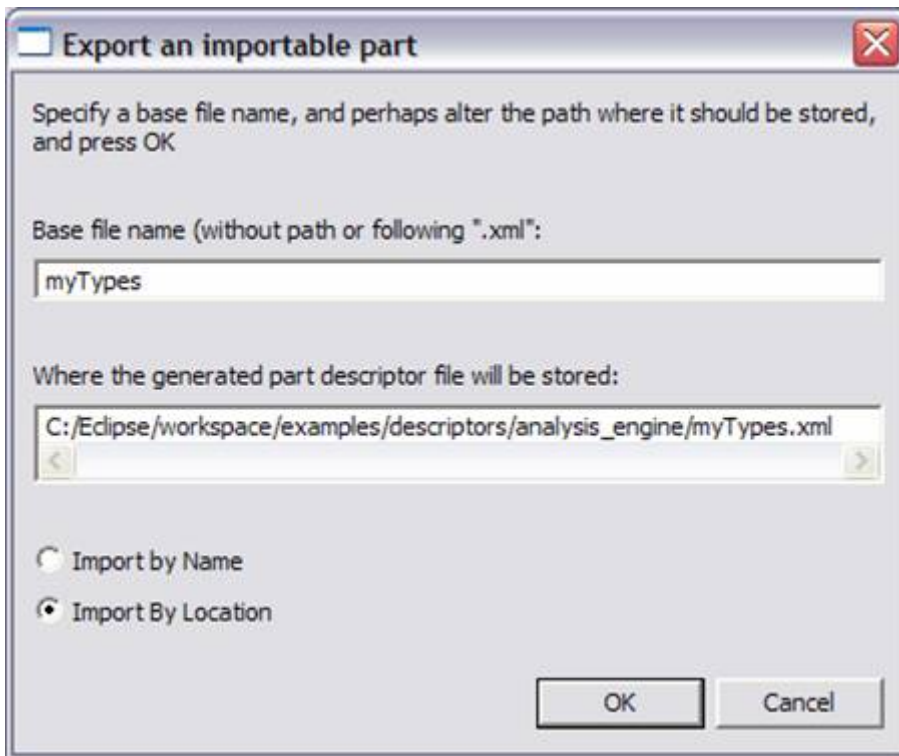 Export an importable part
Specify a base file name, and perhaps alter the path where it should be stored,
and press OK
Base file name (without path or following ".xml":
myTypes
Where the generated part descriptor file will be stored:
C:/Eclipse/workspace/examples/descriptors/analysis_engine/myTypes.xml
Import by Name
Import By Location
OK Cancel